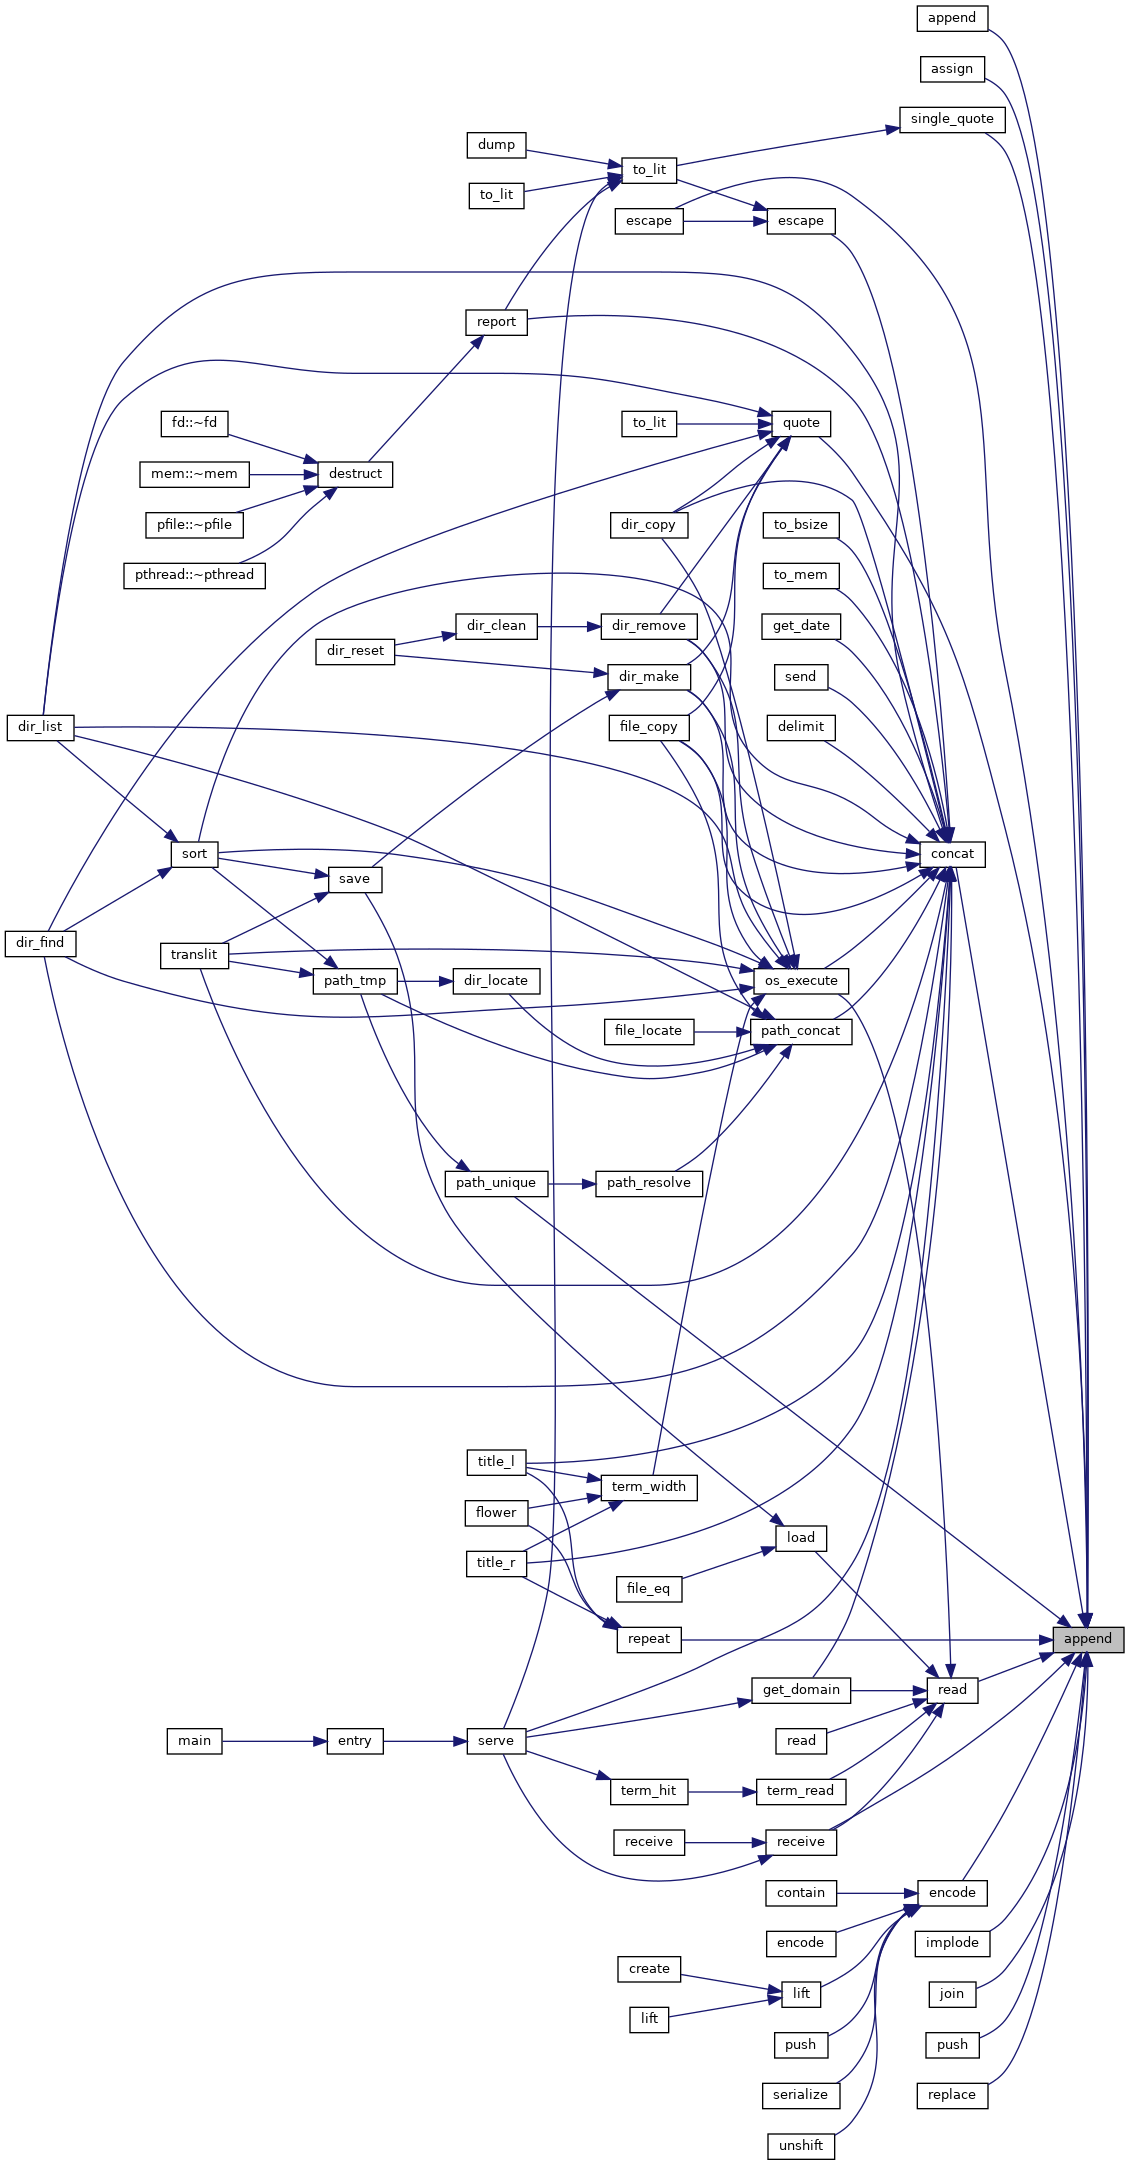 append
assign
single_quote
dump
to_lit
to_lit
escape
escape
report
fd::~fd
quote
to_lit
mem::~mem
destruct
pfile::~pfile
dir_copy
to_bsize
pthread::~pthread
to_mem
dir_clean
dir_remove
get_date
dir_reset
dir_make
send
dir_list
file_copy
delimit
sort
concat
save
dir_find
translit
path_tmp
dir_locate
os_execute
file_locate
path_concat
path_unique
path_resolve
title_l
term_width
flower
load
title_r
file_eq
repeat
append
get_domain
read
main
entry
serve
read
term_hit
term_read
receive
receive
contain
encode
encode
implode
create
lift
join
lift
push
push
serialize
replace
unshift